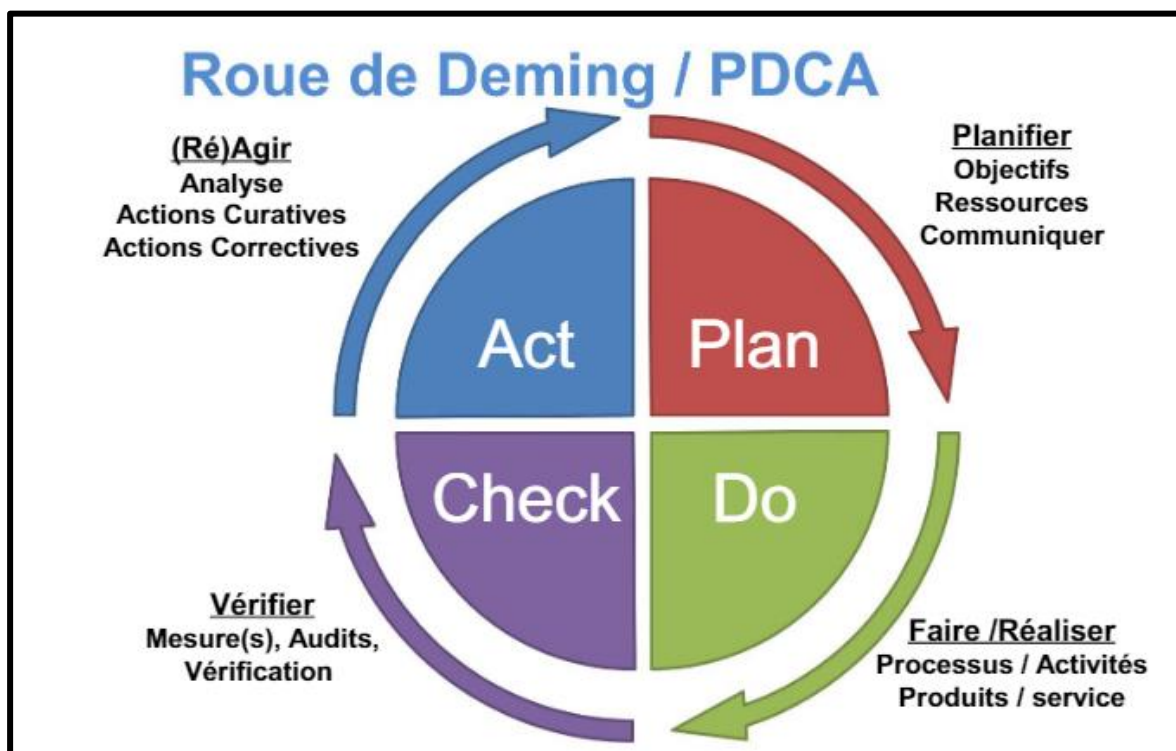 Roue de Deming / PDCA
(Ré)Agir
Analyse
Actions Curatives
Actions Correctives
Planifier
Objectifs
Ressources
Communiquer
Act
Plan
Check
Do
Vérifier
Mesure(s), Audits,
Vérification
Faire /Réaliser
Processus / Activités
Produits / service